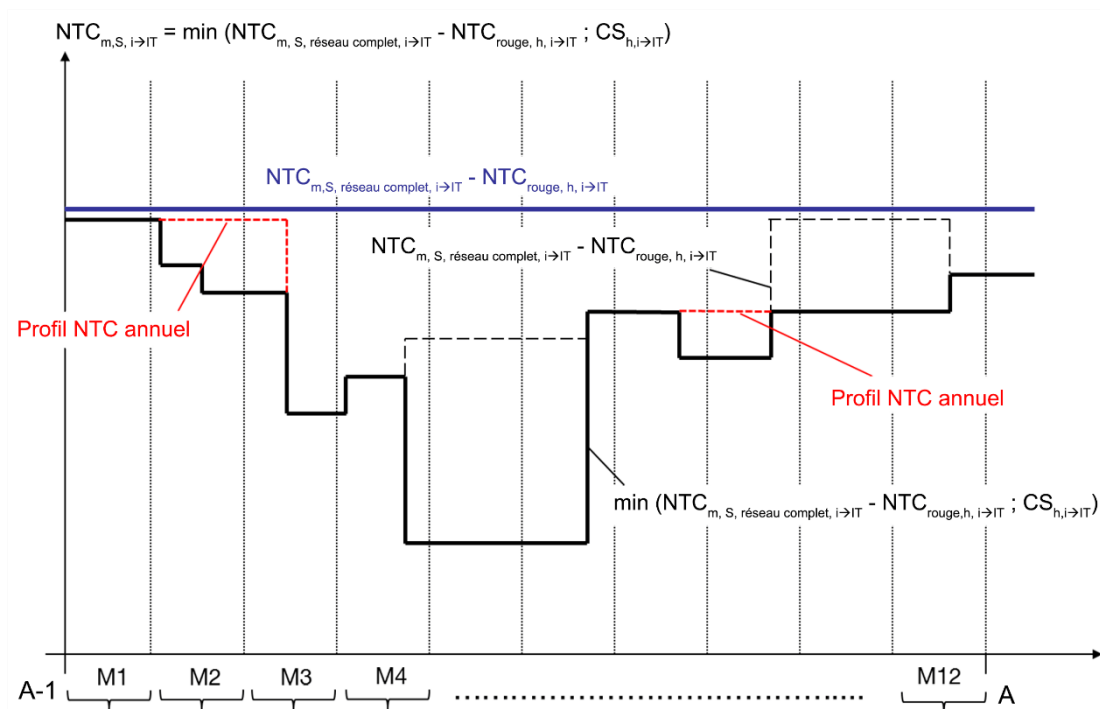 NTCm,S, i→IT = min (NTCm, S, réseau complet, i→IT - NTCrouge, h, i→IT ; CSh,i→IT)
NTCm,S, réseau complet, i→IT - NTCrouge, h, i→IT
NTCm, S, réseau complet, i→IT - NTCrouge, h, i→IT
Profil NTC annuel
Profil NTC annuel
min (NTCm, S, réseau complet, i→IT - NTCrouge,h, i→IT ; CSh,i→IT)
A-1 M1 M2 M3 M4 M12 A